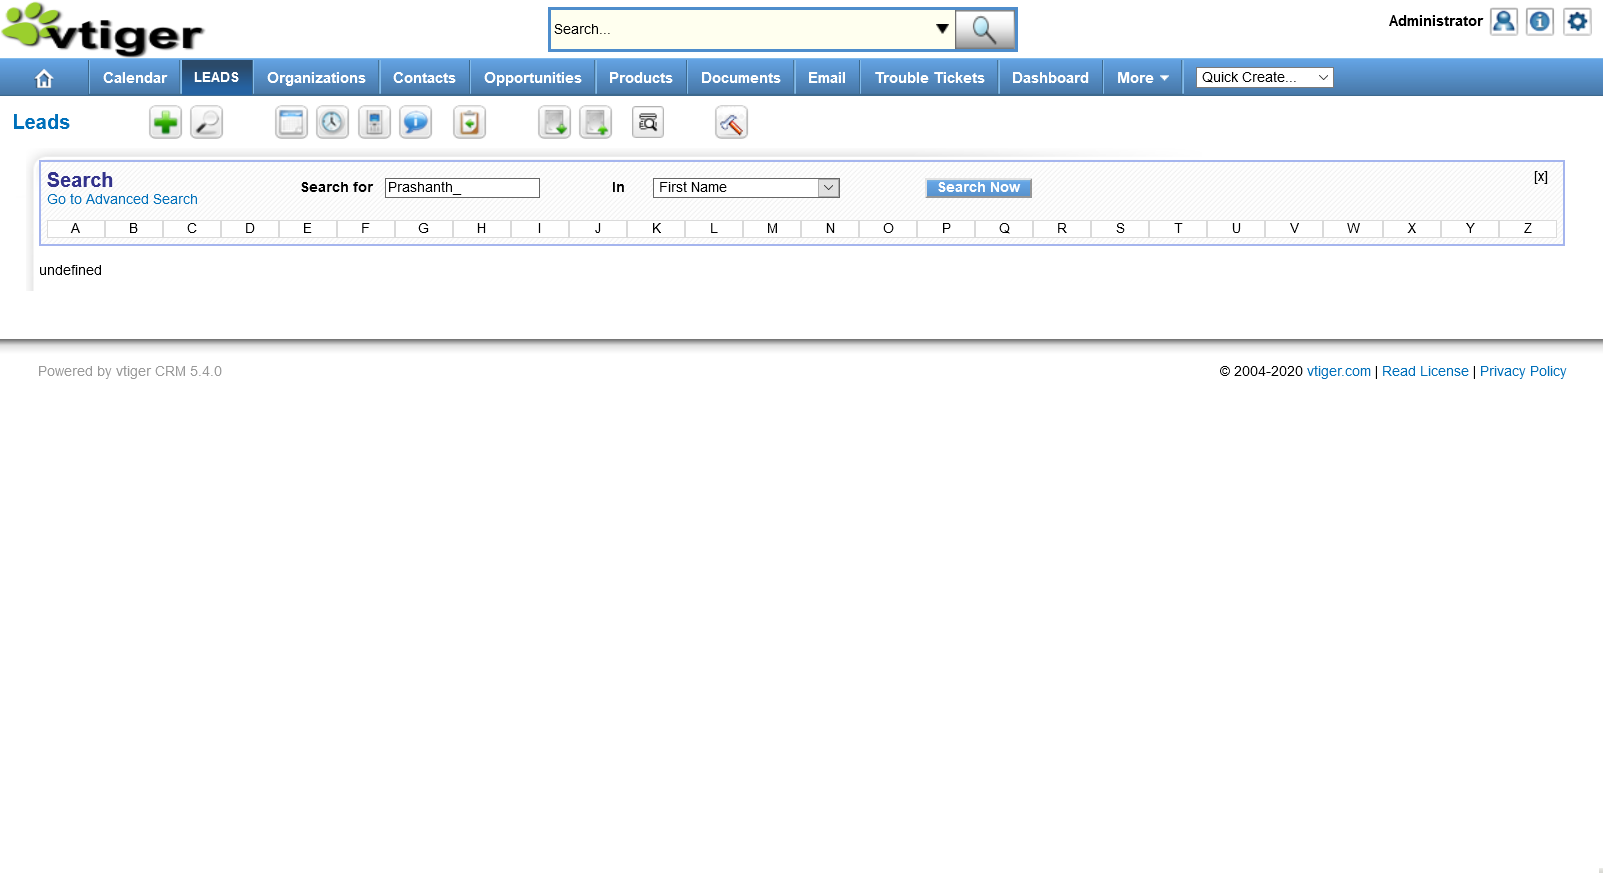 vtiger
Search...
Administrator
Calendar LEADS Organizations Contacts Opportunities Products Documents Email Trouble Tickets Dashboard More Quick Create...
Leads
Search
Go to Advanced Search
Search for Prashanth_ In First Name Search Now [x]
A B C D E F G H I J K L M N O P Q R S T U V W X Y Z
undefined
Powered by vtiger CRM 5.4.0
© 2004-2020 vtiger.com | Read License | Privacy Policy